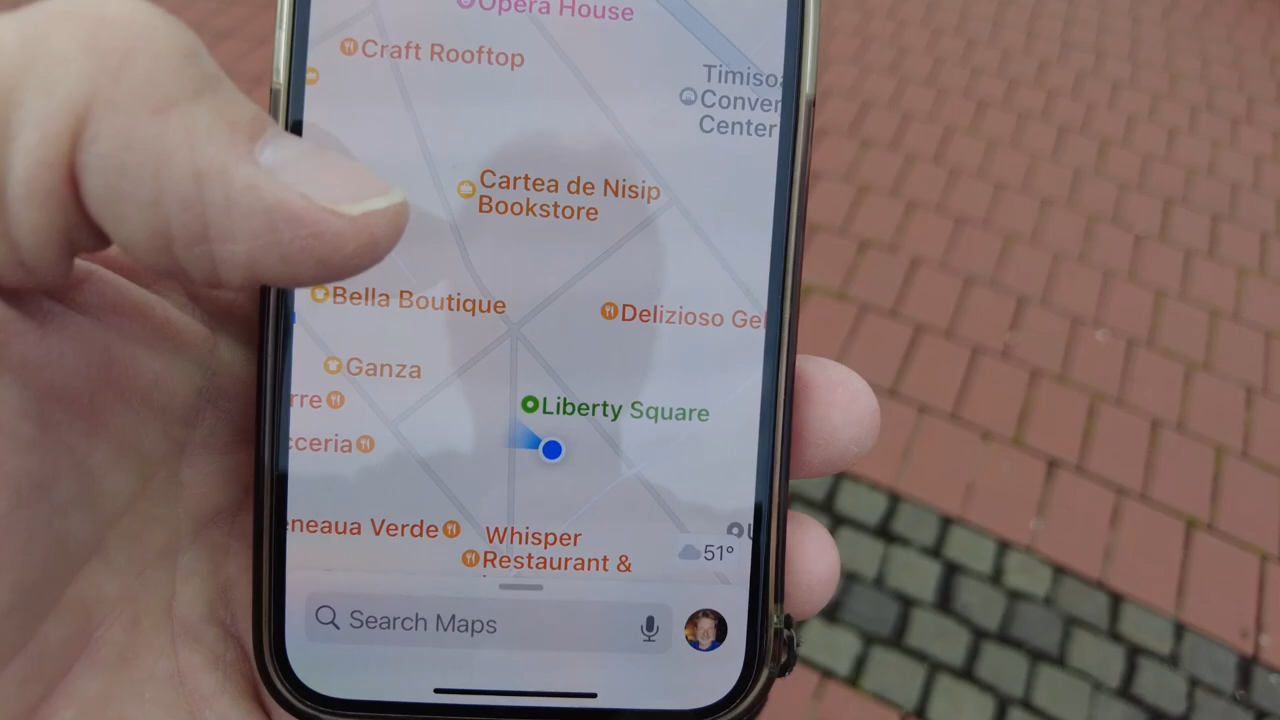 Opera House
Craft Rooftop
Timiso
Conver
Center
Cartea de Nisip
Bookstore
Bella Boutique
Delizioso Gel
Ganza
rre
Liberty Square
cceria
eneaua Verde
Whisper
Restaurant &
51°
Search Maps